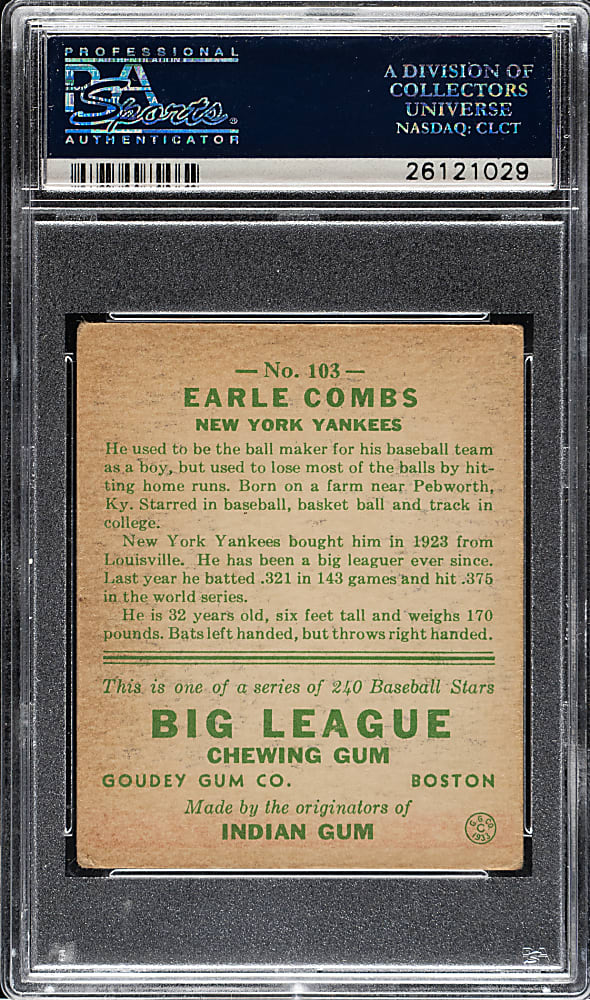 PROFESSIONAL
PSA
Sports®
AUTHENTICATOR
A DIVISION OF
COLLECTORS
UNIVERSE
NASDAQ: CLCT
26121029
— No. 103 —
EARLE COMBS
NEW YORK YANKEES
He used to be the ball maker for his baseball team
as a boy, but used to lose most of the balls by hit-
ting home runs. Born on a farm near Pebworth,
Ky. Starred in baseball, basket ball and track in
college.
New York Yankees bought him in 1923 from
Louisville. He has been a big leaguer ever since.
Last year he batted .321 in 143 games and hit .375
in the world series.
He is 32 years old, six feet tall and weighs 170
pounds. Bats left handed, but throws right handed.
This is one of a series of 240 Baseball Stars
BIG LEAGUE
CHEWING GUM
GOUDEY GUM CO. BOSTON
Made by the originators of
INDIAN GUM
G.G.CO.
C
1933